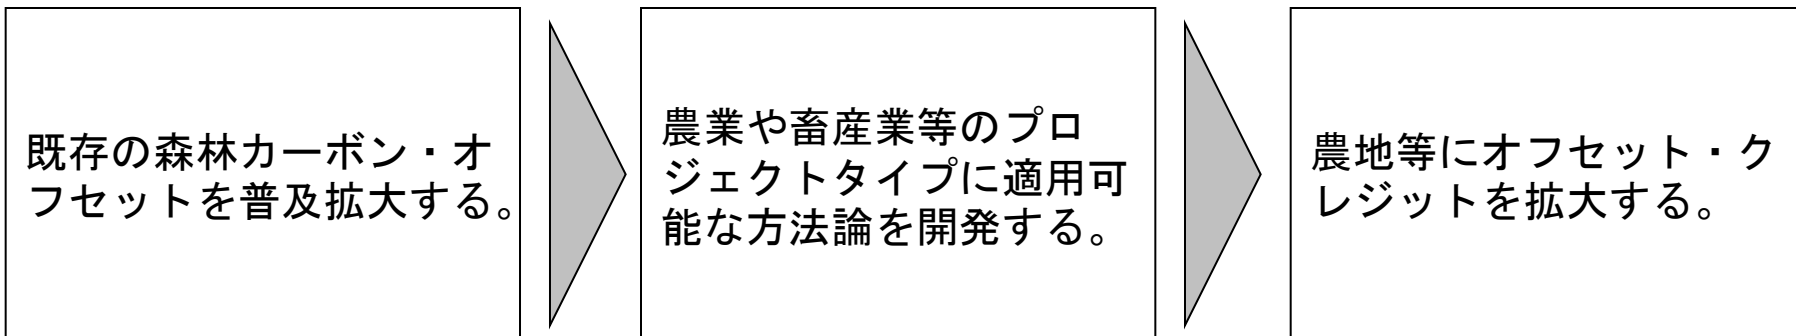 既存の森林カーボン・オ
フセットを普及拡大する。
農業や畜産業等のプロ
ジェクトタイプに適用可
能な方法論を開発する。
農地等にオフセット・ク
レジットを拡大する。